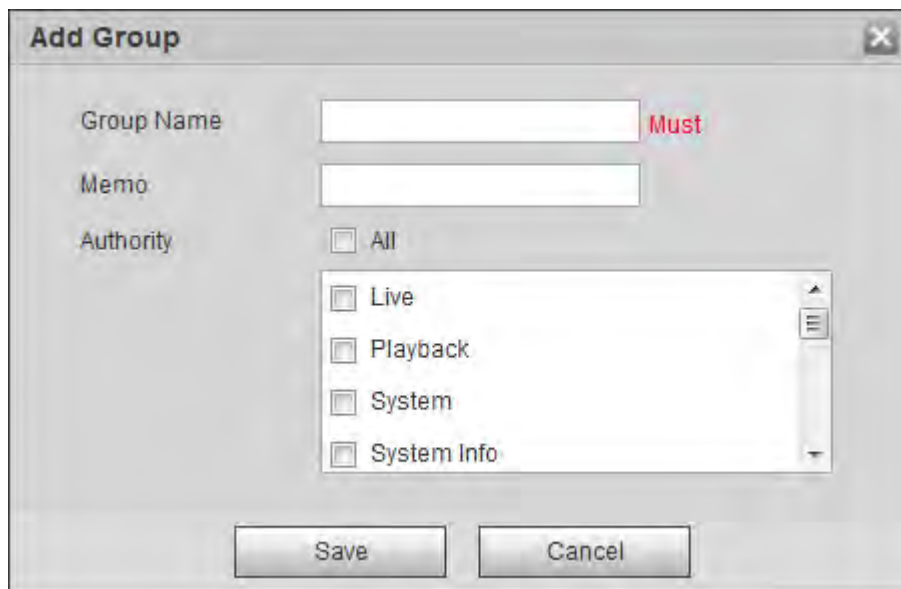 Add Group
Group Name Must
Memo
Authority All
Live
Playback
System
System Info
Save Cancel